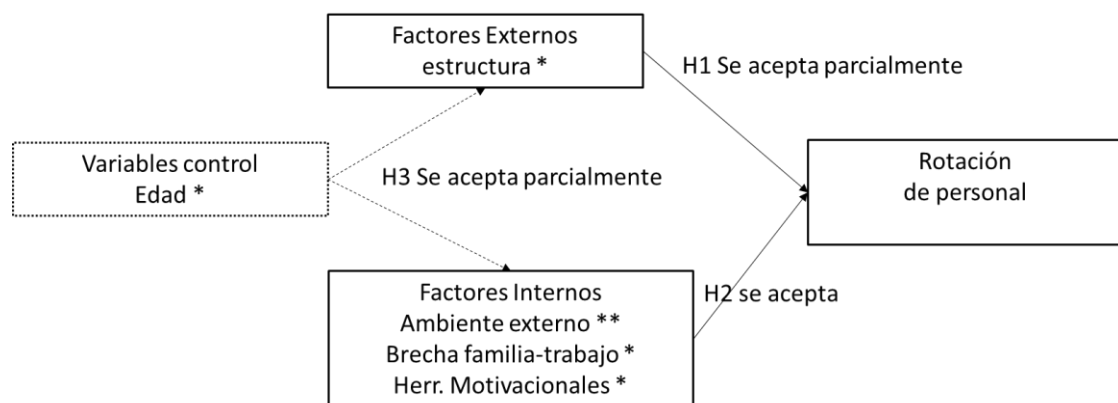 Factores Externos
estructura *
H1 Se acepta parcialmente
Variables control
Edad *
H3 Se acepta parcialmente
Rotación
de personal
Factores Internos
Ambiente externo **
Brecha familia-trabajo *
Herr. Motivacionales *
H2 se acepta